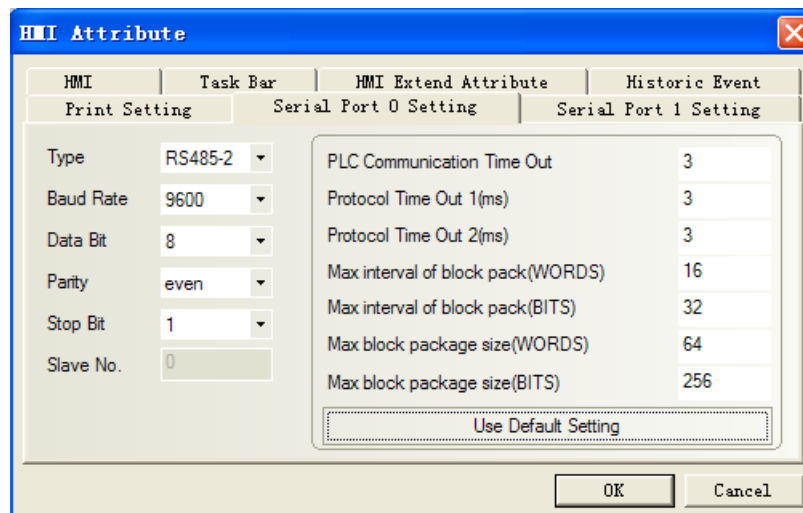 HMI Attribute
HMI Task Bar HMI Extend Attribute Historic Event
Print Setting Serial Port 0 Setting Serial Port 1 Setting
Type RS485-2
Baud Rate 9600
Data Bit 8
Parity even
Stop Bit 1
Slave No. 0
PLC Communication Time Out 3
Protocol Time Out 1(ms) 3
Protocol Time Out 2(ms) 3
Max interval of block pack(WORDS) 16
Max interval of block pack(BITS) 32
Max block package size(WORDS) 64
Max block package size(BITS) 256
Use Default Setting
OK Cancel